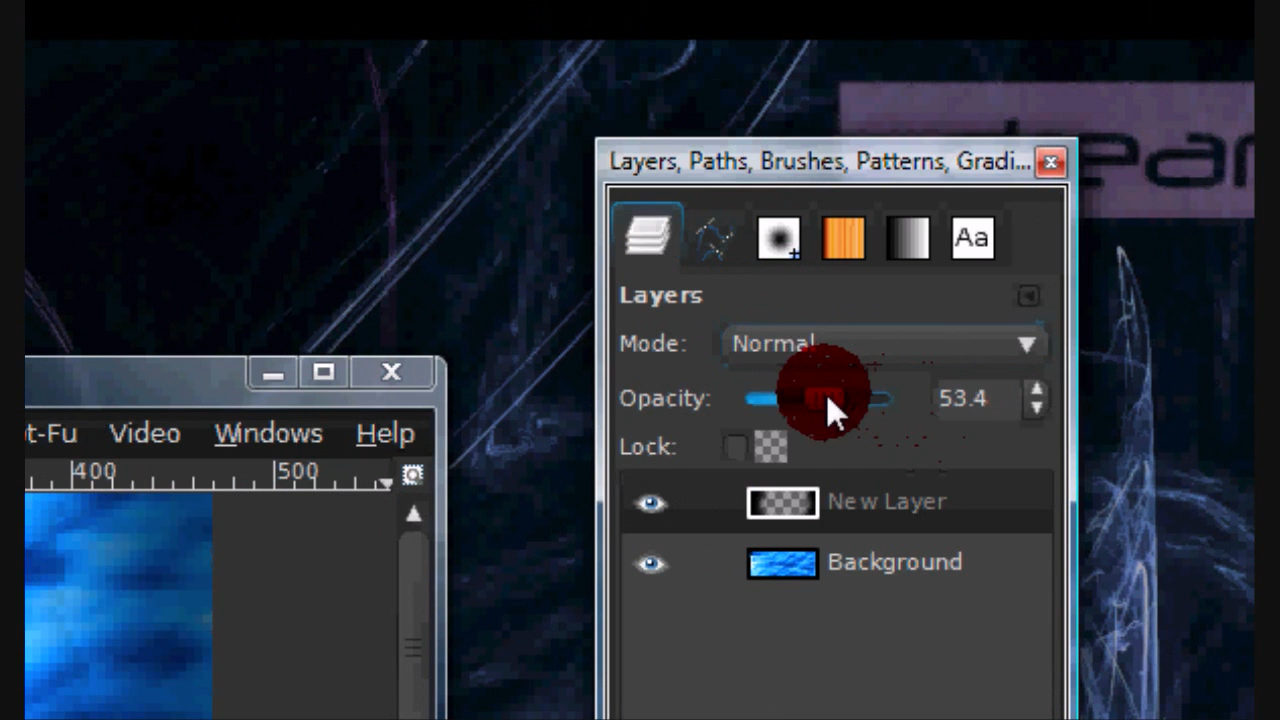 Layers, Paths, Brushes, Patterns, Gradi...
Aa
Layers
Mode: Normal
Opacity: 53.4
Lock:
New Layer
Background
t-Fu Video Windows Help
400 500